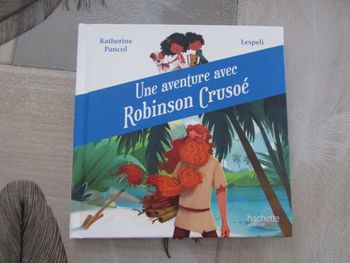 Katherine
Pancol
Lespeli
Une aventure avec
Robinson Crusoé
hachette